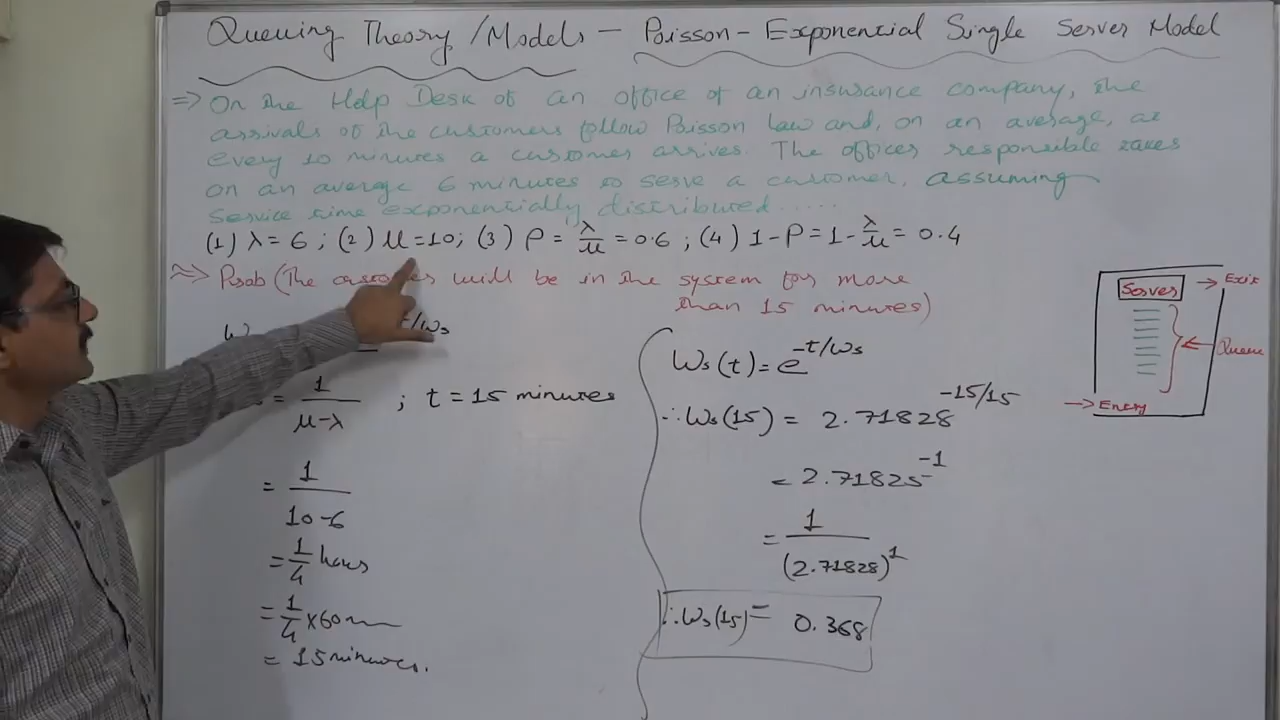 Queuing Theory/Models - Poisson-Exponential Single Server Model
=> On the Help Desk of an office of an insurance company, the
arrivals of the customers follow Poisson Law and, on an average, at
every 10 minutes a customer arrives. The officer responsible takes
on an average 6 minutes to serve a customer, assuming
service time exponentially distributed.....
(1) λ = 6 ; (2) μ = 10; (3) ρ = λ/μ = 0.6 ; (4) 1-ρ = 1-λ/μ = 0.4
=> Prob (The customer will be in the system for more
than 15 minutes)
W t/ws
= 1/(μ-λ) ; t = 15 minutes
= 1/(10-6)
= 1/4 hours
= 1/4 × 60
= 15 minutes.
Ws(t) = e^(-t/ws)
∴ Ws(15) = 2.71828^(-15/15)
= 2.71828^(-1)
= 1/(2.71828)^1
∴ Ws(15) = 0.368
Server -> Exit
Queue
-> Entry